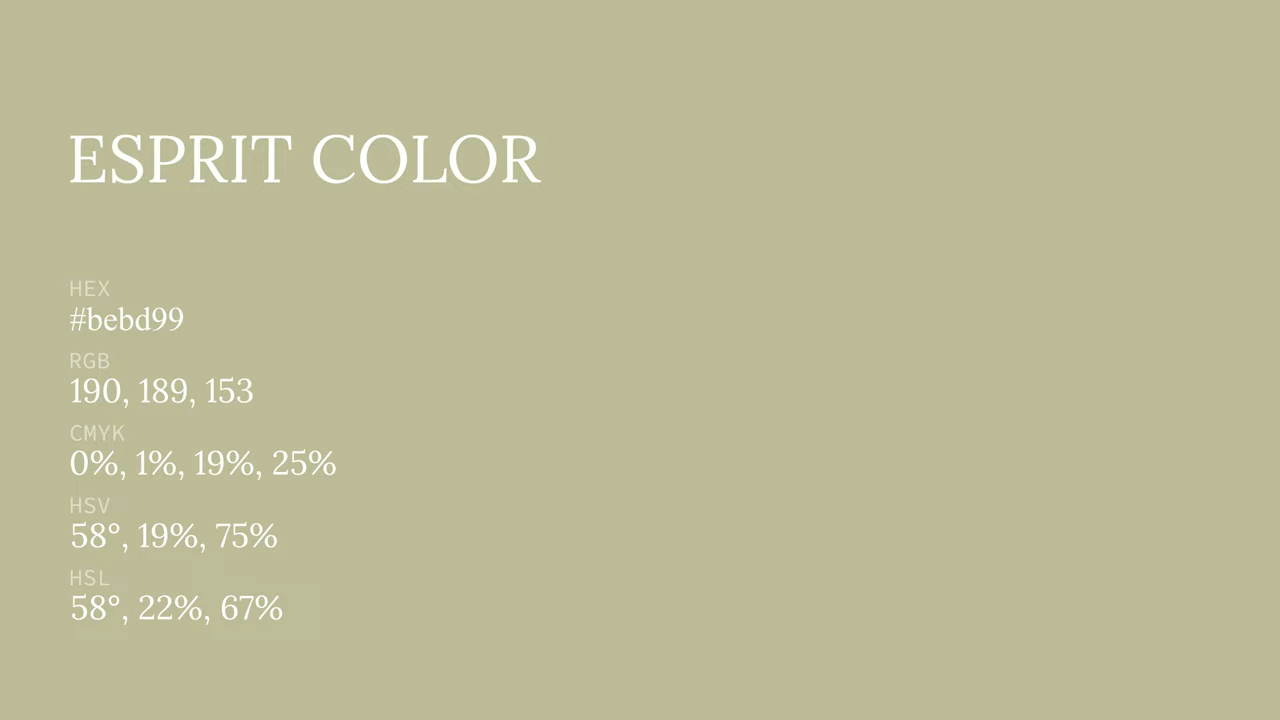 ESPRIT COLOR
HEX
#bebd99
RGB
190, 189, 153
CMYK
0%, 1%, 19%, 25%
HSV
58°, 19%, 75%
HSL
58°, 22%, 67%